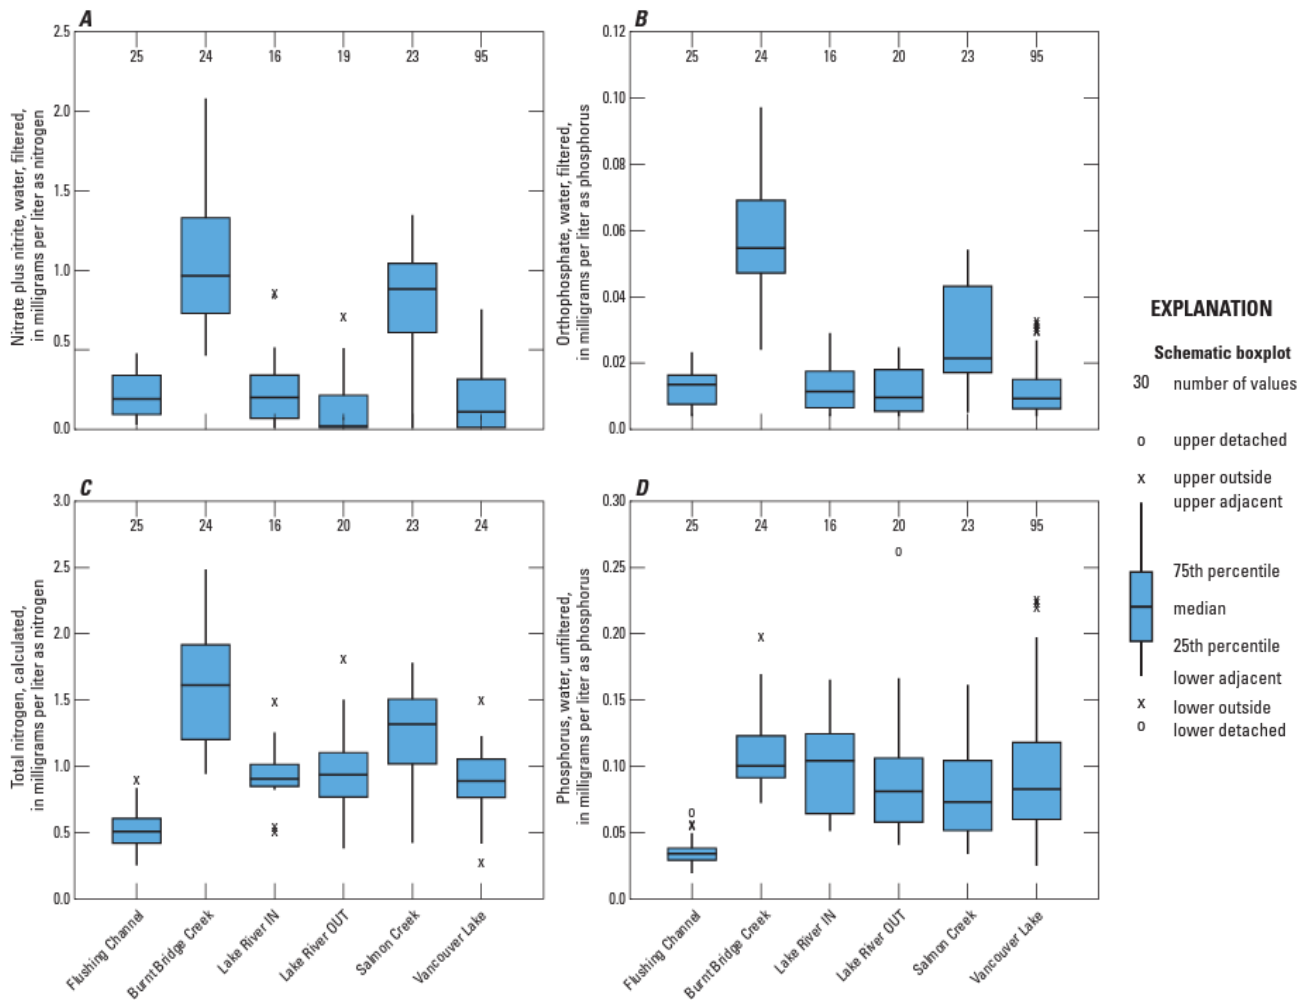 A
B
2.5
2.0
1.5
1.0
0.5
0.0
Nitrate plus nitrite, water, filtered,
in milligrams per liter as nitrogen
25 24 16 19 23 95
x
x
0.12
0.10
0.08
0.06
0.04
0.02
0.0
Orthophosphate, water, filtered,
in milligrams per liter as phosphorus
25 24 16 20 23 95
C
D
3.0
2.5
2.0
1.5
1.0
0.5
0.0
Total nitrogen, calculated,
in milligrams per liter as nitrogen
25 24 16 20 23 24
0.30
0.25
0.20
0.15
0.10
0.05
0.0
Phosphorus, water, unfiltered,
in milligrams per liter as phosphorus
25 24 16 20 23 95
Flushing Channel
Burnt Bridge Creek
Lake River IN
Lake River OUT
Salmon Creek
Vancouver Lake
Flushing Channel
Burnt Bridge Creek
Lake River IN
Lake River OUT
Salmon Creek
Vancouver Lake
EXPLANATION
Schematic boxplot
30 number of values
o upper detached
x upper outside
upper adjacent
75th percentile
median
25th percentile
lower adjacent
x lower outside
o lower detached